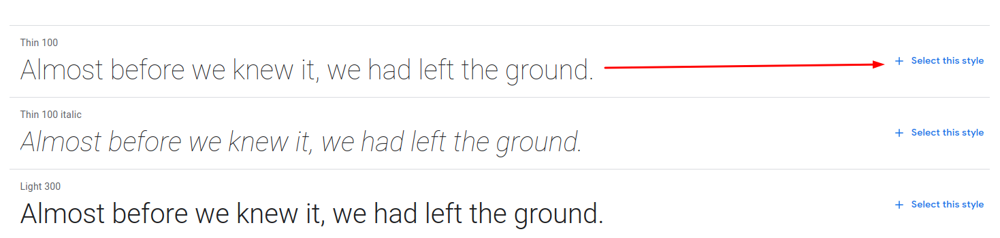 Thin 100
Almost before we knew it, we had left the ground.
+ Select this style
Thin 100 italic
Almost before we knew it, we had left the ground.
+ Select this style
Light 300
Almost before we knew it, we had left the ground.
+ Select this style